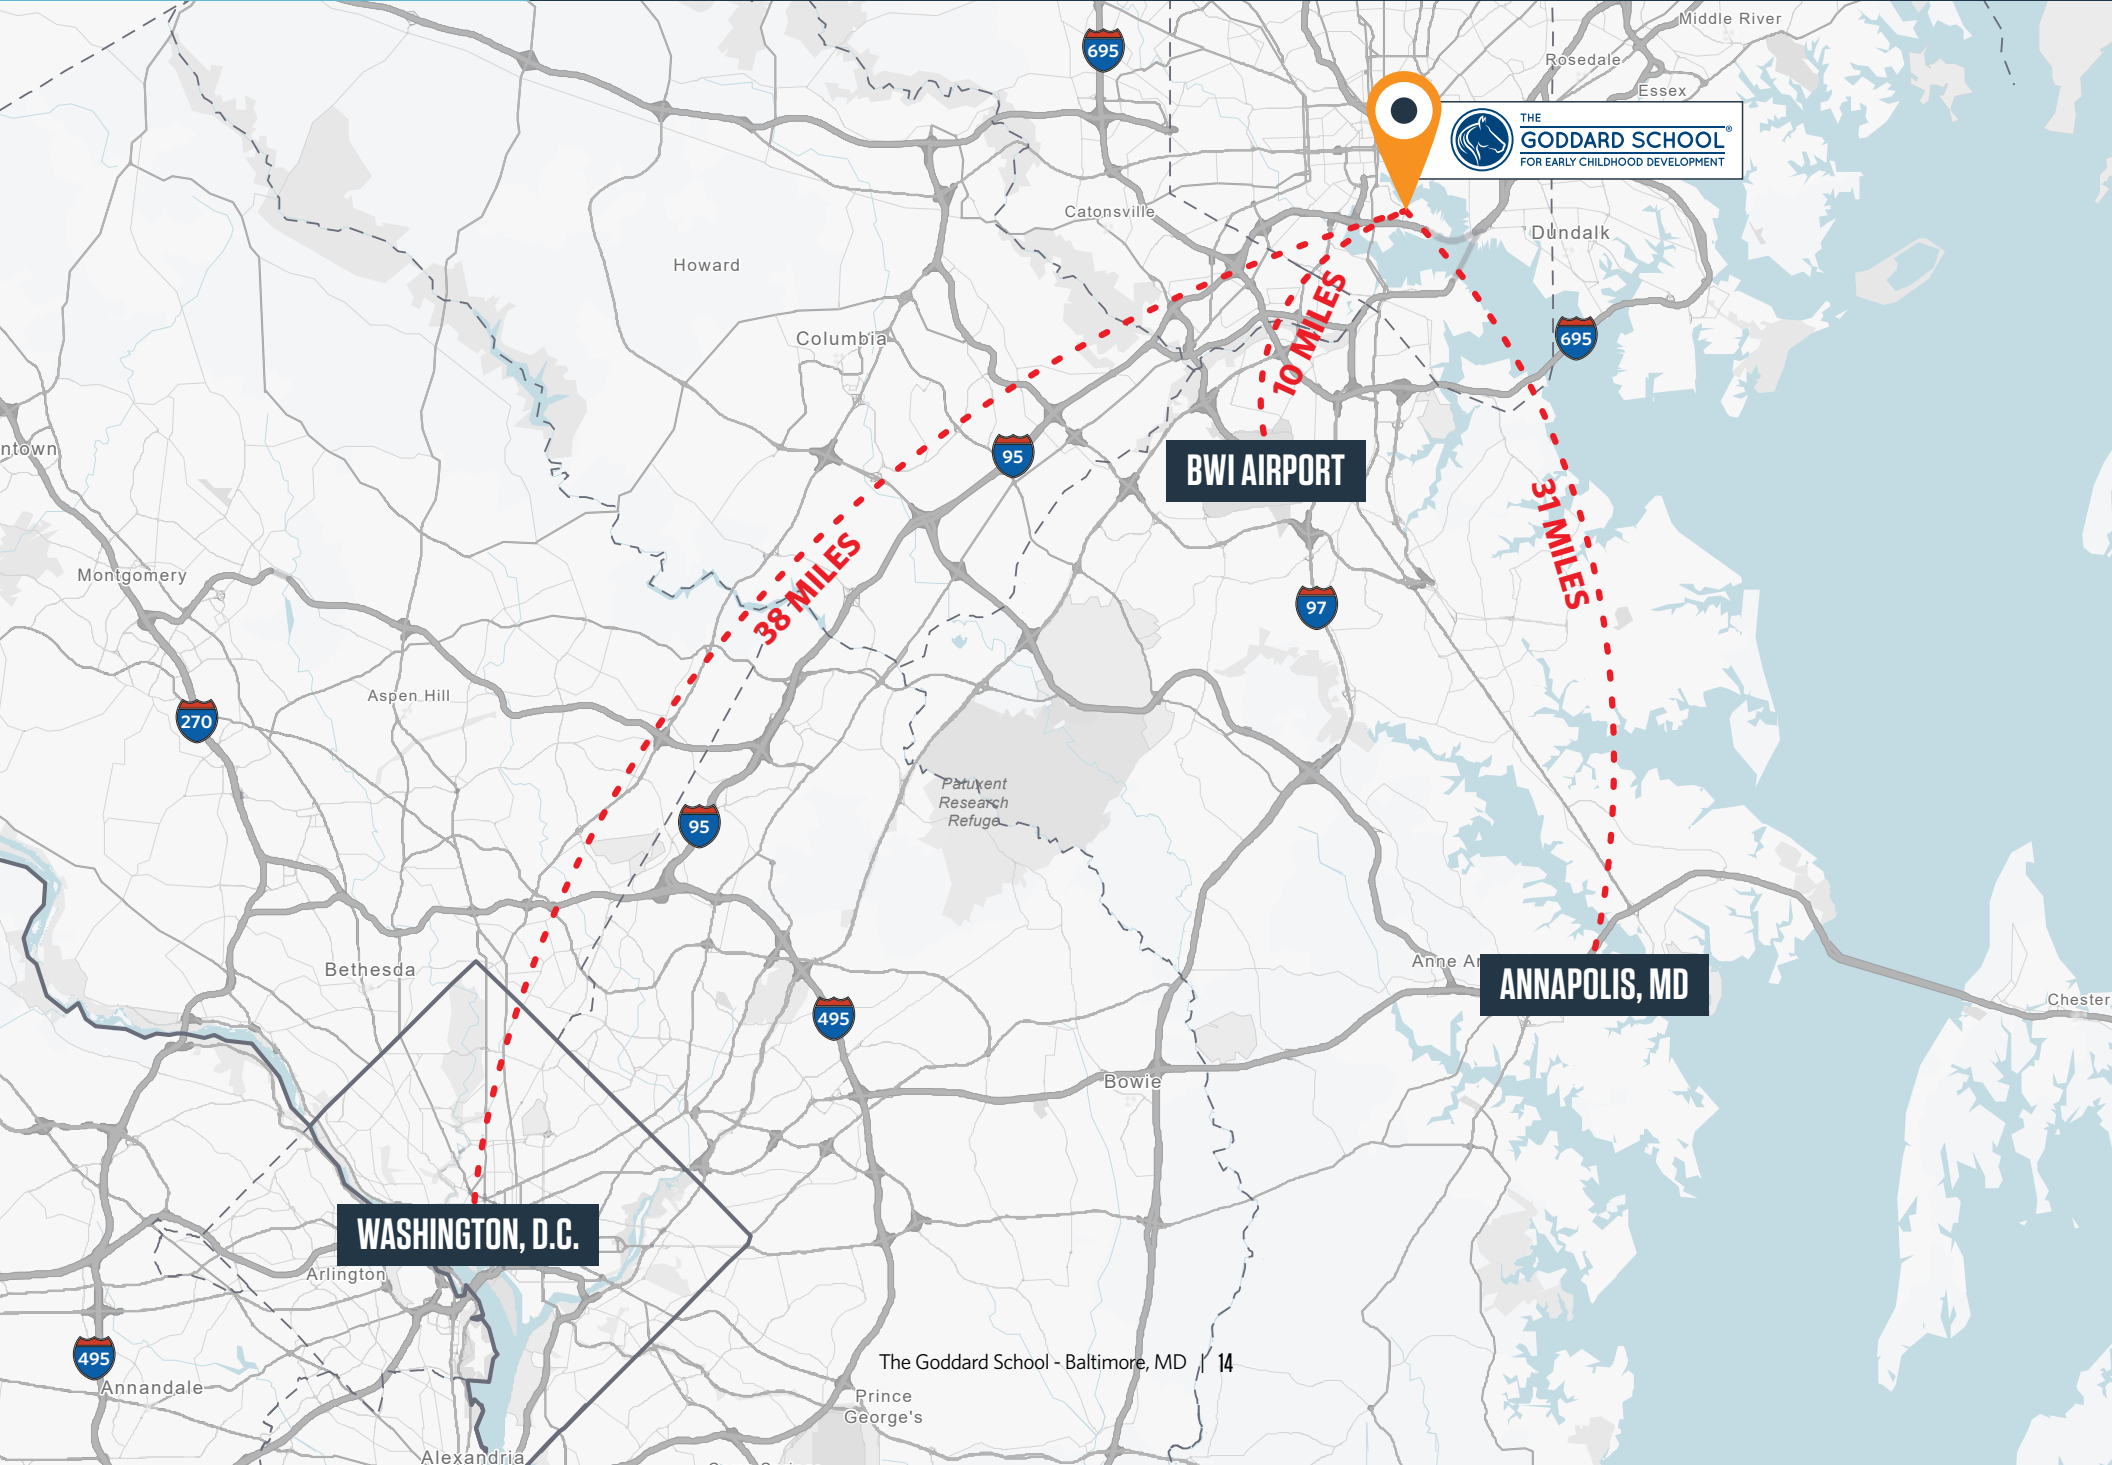 Middle River
695
Rosedale
Essex
THE
GODDARD SCHOOL®
FOR EARLY CHILDHOOD DEVELOPMENT
Catonsville
Dundalk
Howard
10 MILES
Columbia
695
ntown
95
BWI AIRPORT
31 MILES
38 MILES
Montgomery
97
Aspen Hill
270
Patuxent
Research
Refuge
95
Bethesda
Anne Ar
ANNAPOLIS, MD
Chester
495
Bowie
WASHINGTON, D.C.
Arlington
495
The Goddard School - Baltimore, MD | 14
Annandale
Prince
George's
Alexandria